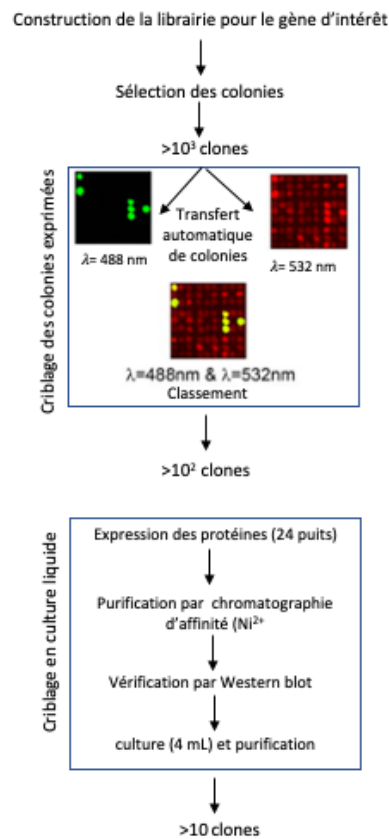 Construction de la librairie pour le gène d'intérêt
Sélection des colonies
>10³ clones
Criblage des colonies exprimées
Transfert
automatique
de colonies
λ= 488 nm
λ= 532 nm
λ=488nm & λ=532nm
Classement
>10² clones
Criblage en culture liquide
Expression des protéines (24 puits)
Purification par chromatographie
d'affinité (Ni²⁺
Vérification par Western blot
culture (4 mL) et purification
>10 clones